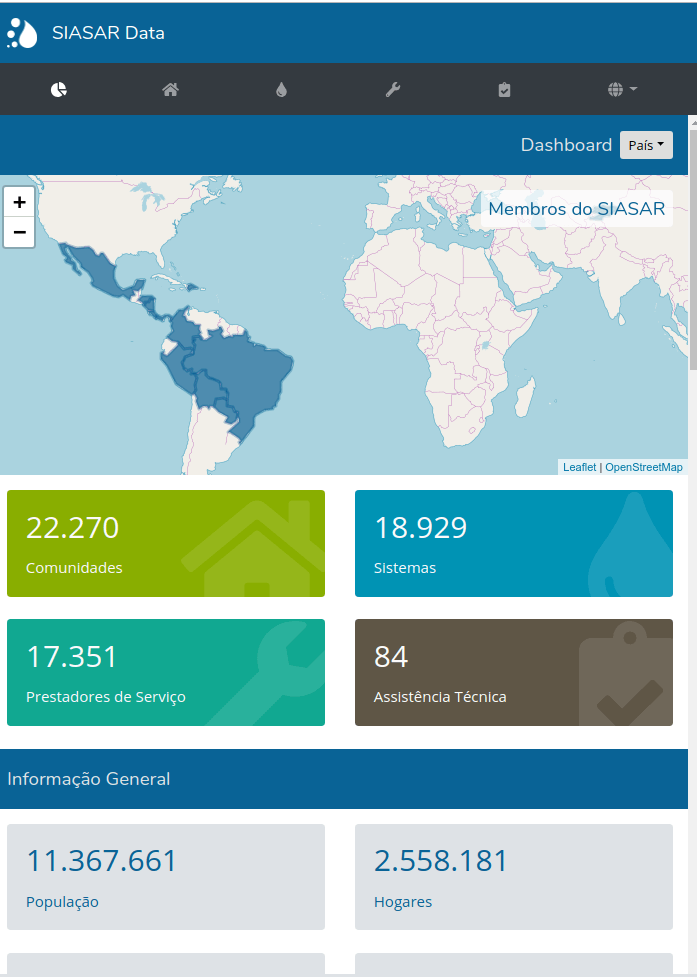 SIASAR Data
Dashboard País
+
Membros do SIASAR
−
Leaflet | OpenStreetMap
22.270
Comunidades
18.929
Sistemas
17.351
Prestadores de Serviço
84
Assistência Técnica
Informação General
11.367.661
População
2.558.181
Hogares